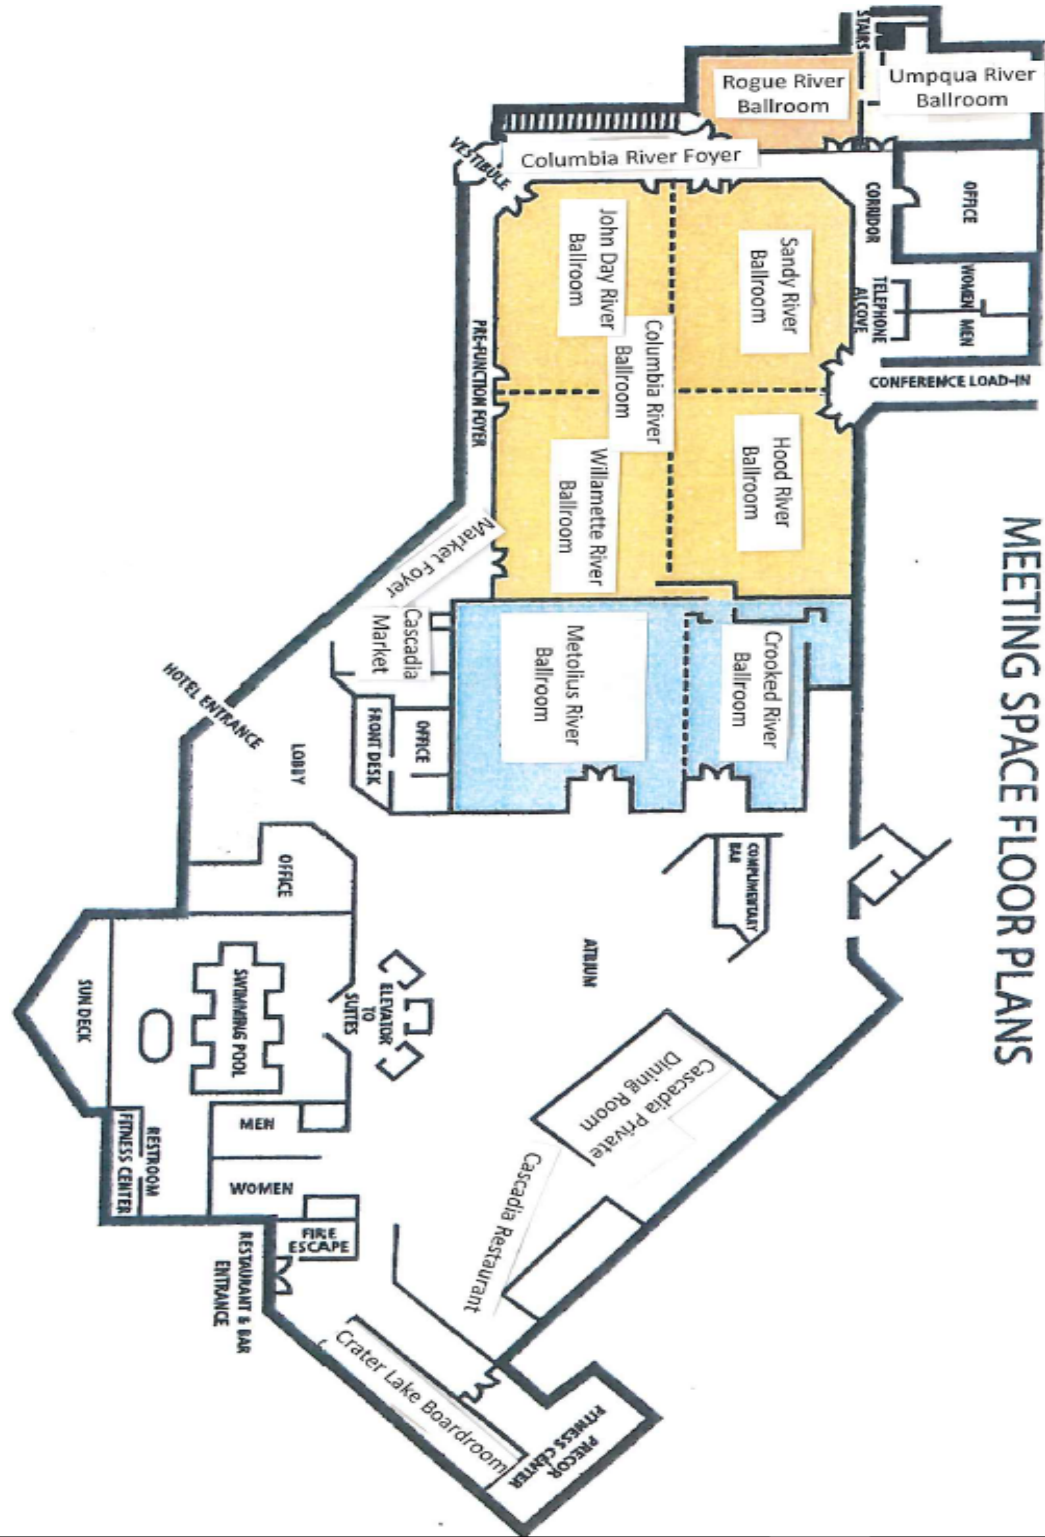 MEETING SPACE FLOOR PLANS
STAIRS
Rogue River
Ballroom
Umpqua River
Ballroom
VESTIBULE
Columbia River Foyer
CORRIDOR
OFFICE
John Day River
Ballroom
Sandy River
Ballroom
TELEPHONE
ALCOVE
WOMEN
MEN
PRE-FUNCTION FOYER
Columbia River
Ballroom
CONFERENCE LOAD-IN
Willamette River
Ballroom
Hood River
Ballroom
Market Foyer
Cascadia
Market
Metolius River
Ballroom
Crooked River
Ballroom
HOTEL ENTRANCE
LOBBY
FRONT DESK
OFFICE
OFFICE
COMPLIMENTARY
BAR
ATRIUM
SUN DECK
SWIMMING POOL
ELEVATOR
TO
SUITES
Cascadia Private
Dining Room
MEN
RESTROOM
FITNESS CENTER
WOMEN
Cascadia Restaurant
FIRE
ESCAPE
RESTAURANT & BAR
ENTRANCE
Crater Lake Boardroom
PRECOR
FITNESS CENTER